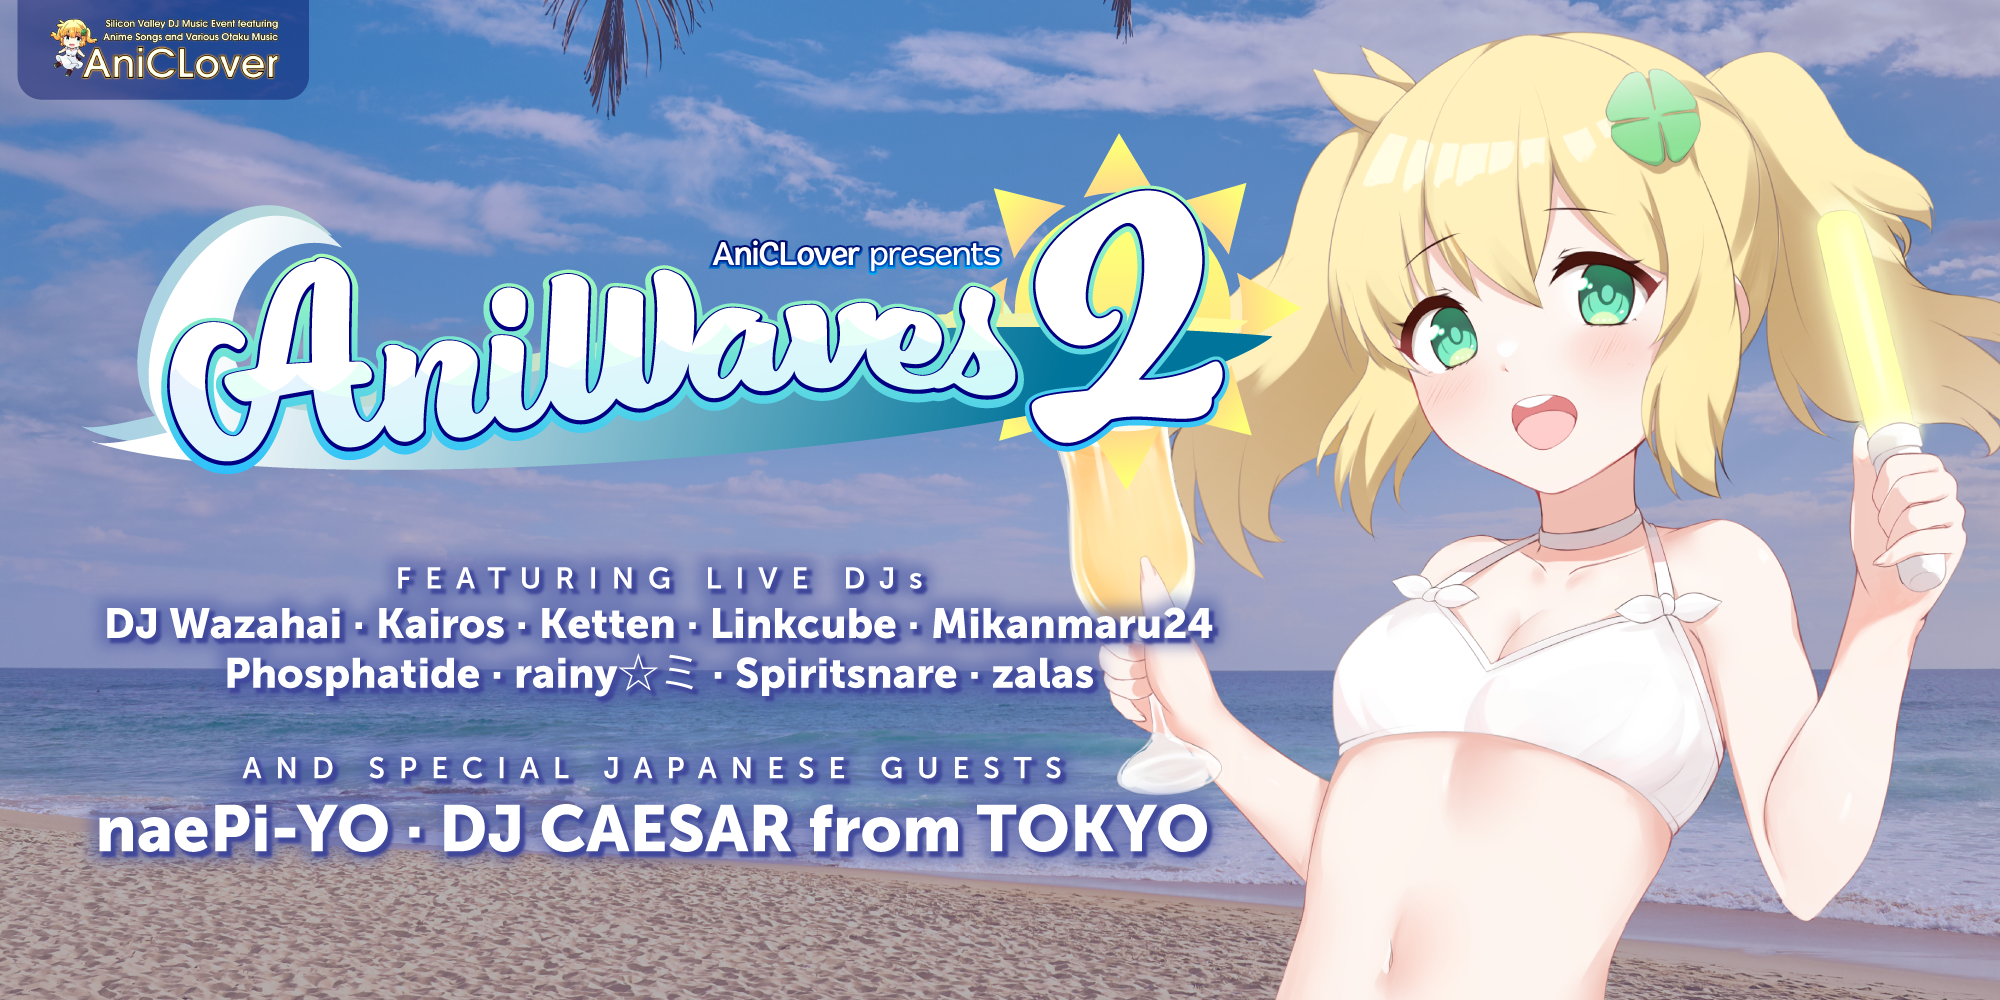 Silicon Valley DJ Music Event featuring
Anime Songs and Various Otaku Music
AniCLover
AniCLover presents
AniWaves 2
FEATURING LIVE DJs
DJ Wazahai · Kairos · Ketten · Linkcube · Mikanmaru24
Phosphatide · rainy☆ミ · Spiritsnare · zalas
AND SPECIAL JAPANESE GUESTS
naePi-YO · DJ CAESAR from TOKYO